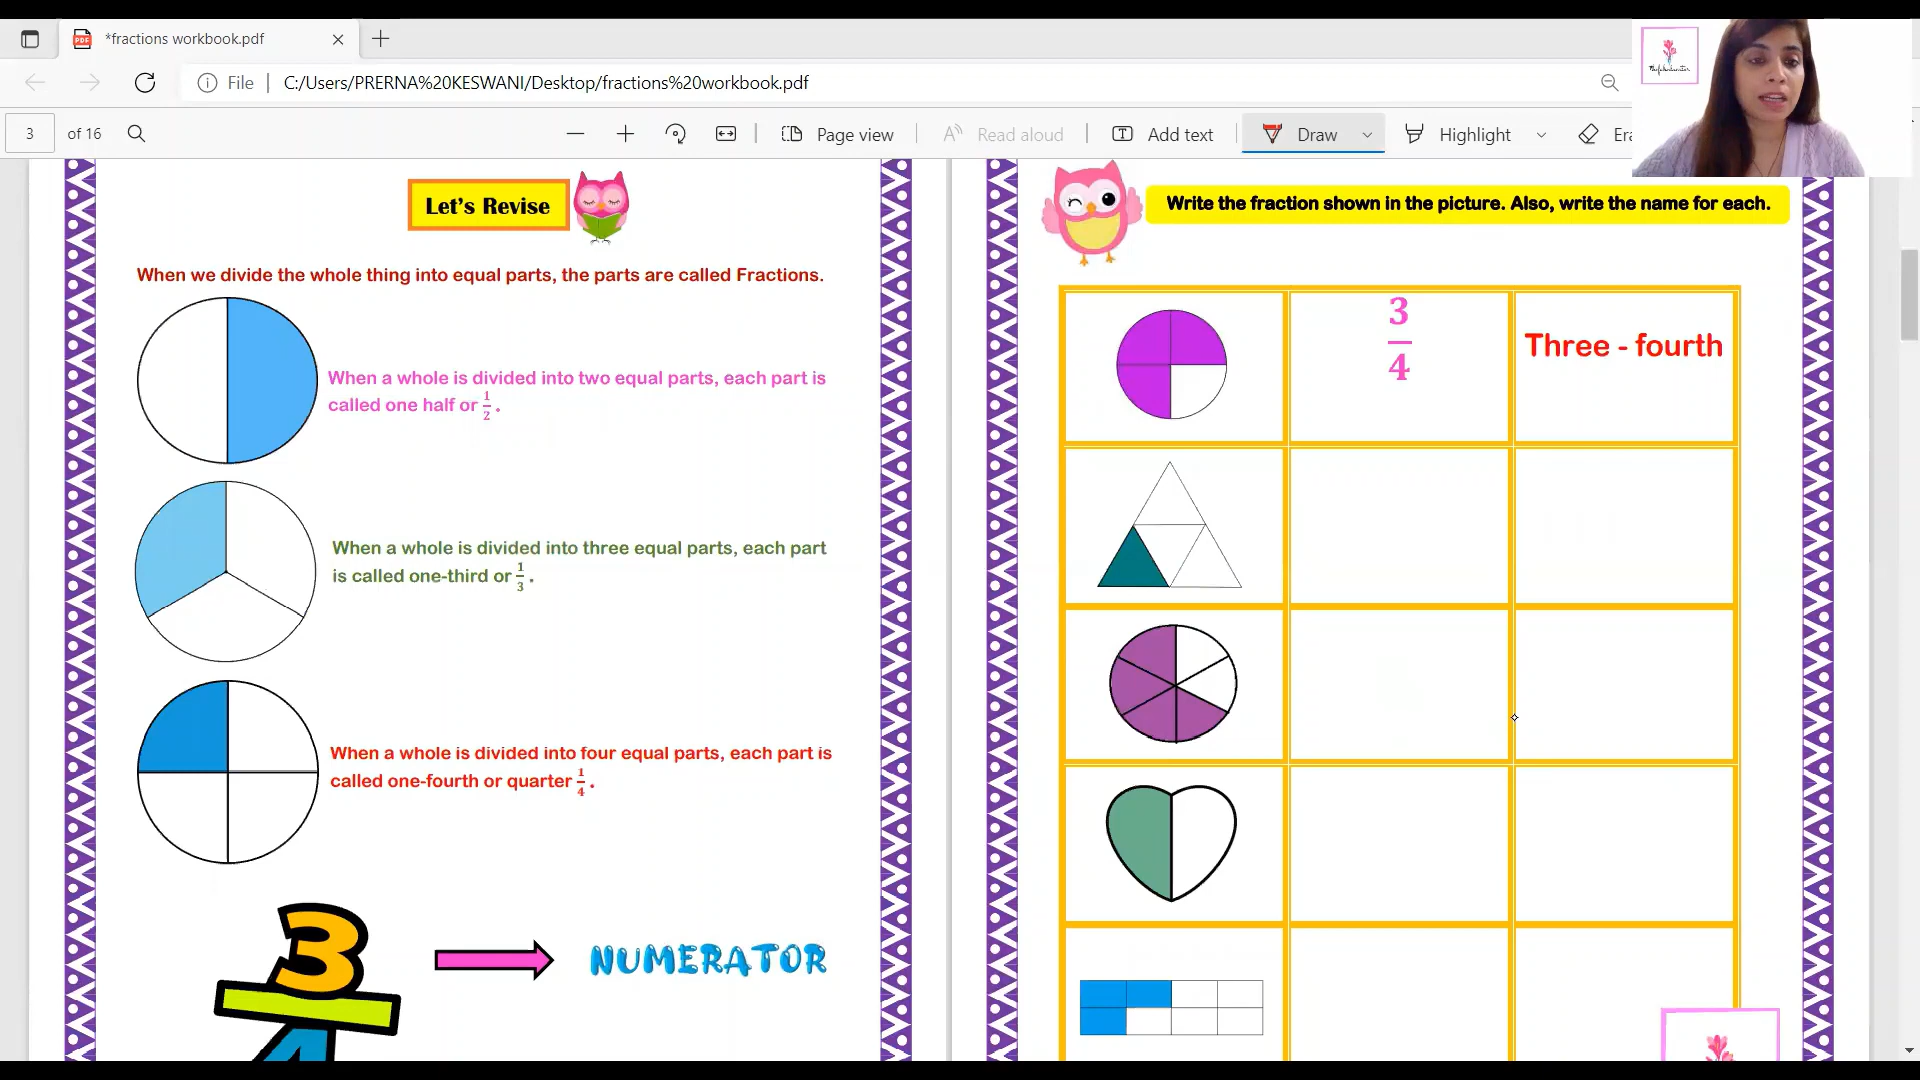 *fractions workbook.pdf
File
C:/Users/PRERNA%20KESWANI/Desktop/fractions%20workbook.pdf
3 of 16
Page view
Read aloud
Add text
Draw
Highlight
Era
Let's Revise
When we divide the whole thing into equal parts, the parts are called Fractions.
When a whole is divided into two equal parts, each part is
called one half or 1/2 .
When a whole is divided into three equal parts, each part
is called one-third or 1/3 .
When a whole is divided into four equal parts, each part is
called one-fourth or quarter 1/4 .
3
4
NUMERATOR
Write the fraction shown in the picture. Also, write the name for each.
3
4
Three - fourth